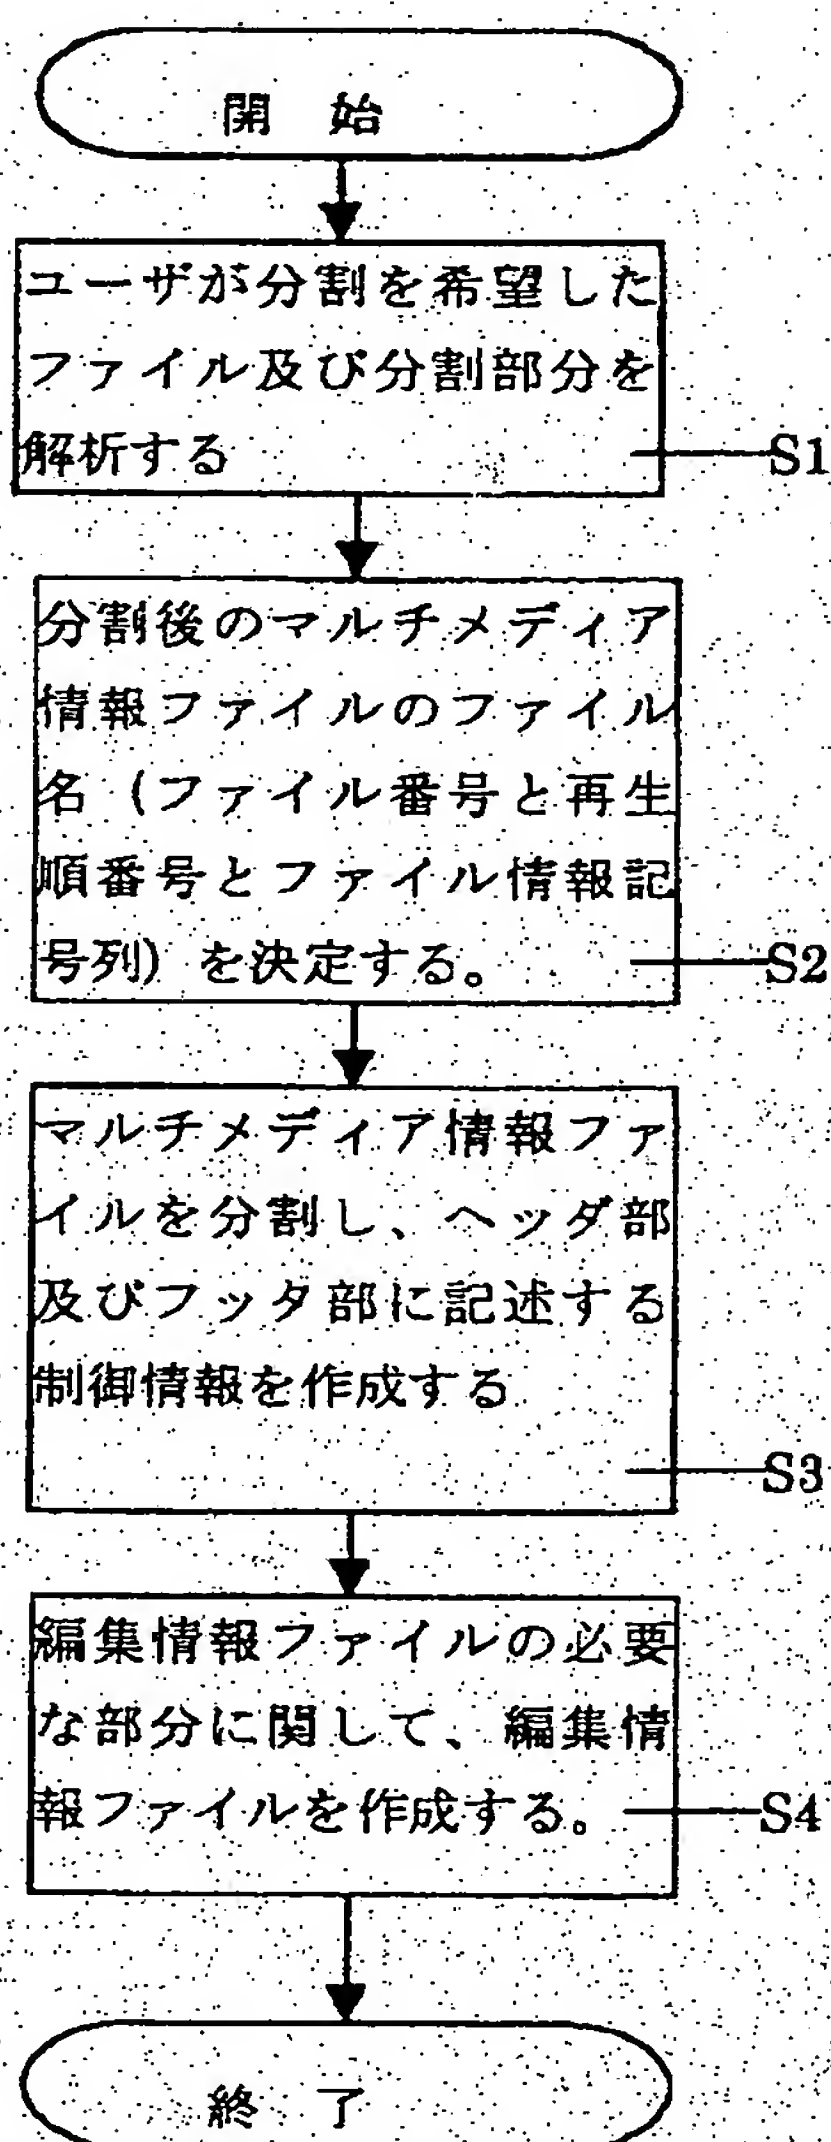 開 始
ユーザが分割を希望した
ファイル及び分割部分を
解析する
S1
分割後のマルチメディア
情報ファイルのファイル
名(ファイル番号と再生
順番号とファイル情報記
号列)を決定する。
S2
マルチメディア情報ファ
イルを分割し、ヘッダ部
及びフッタ部に記述する
制御情報を作成する
S3
編集情報ファイルの必要
な部分に関して、編集情
報ファイルを作成する。
S4
終 了